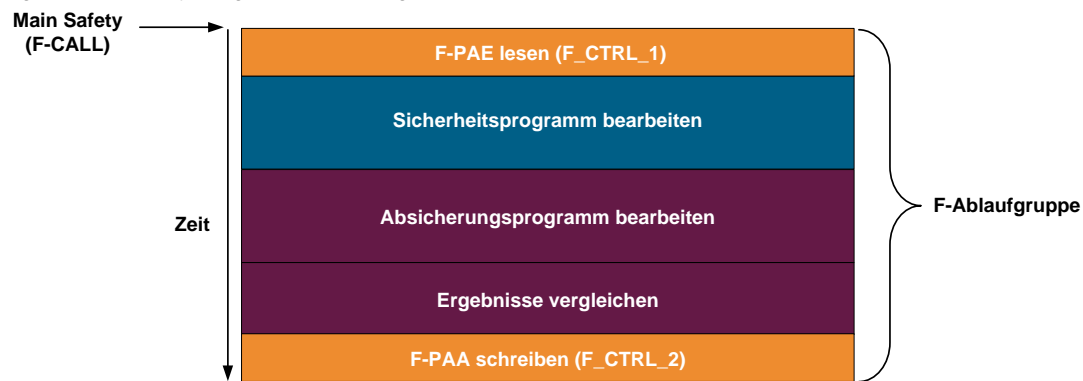 Main Safety
(F-CALL)
F-PAE lesen (F_CTRL_1)
Sicherheitsprogramm bearbeiten
Absicherungsprogramm bearbeiten
Zeit
F-Ablaufgruppe
Ergebnisse vergleichen
F-PAA schreiben (F_CTRL_2)